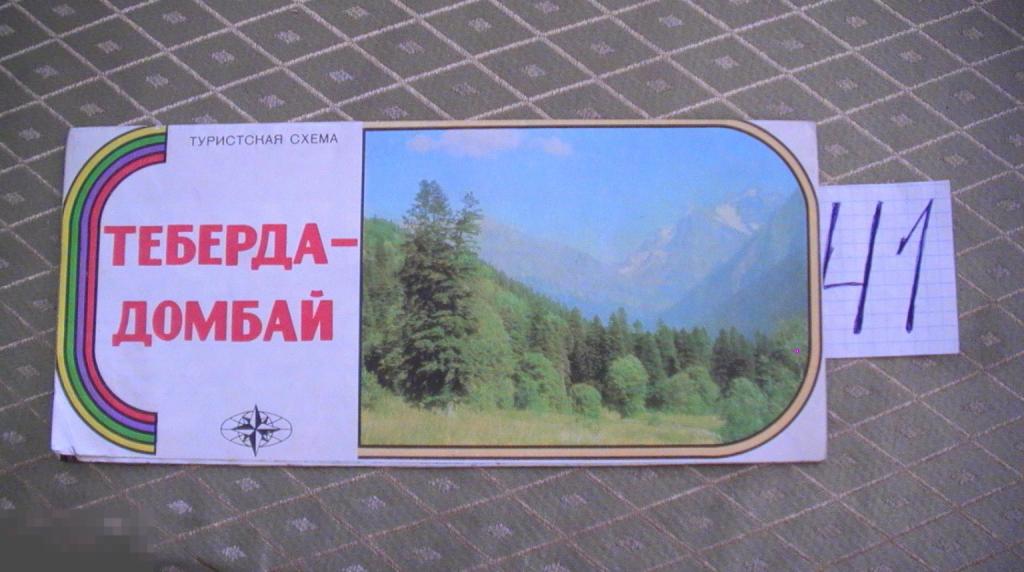 ТУРИСТСКАЯ СХЕМА
ТЕБЕРДА-
ДОМБАЙ
41